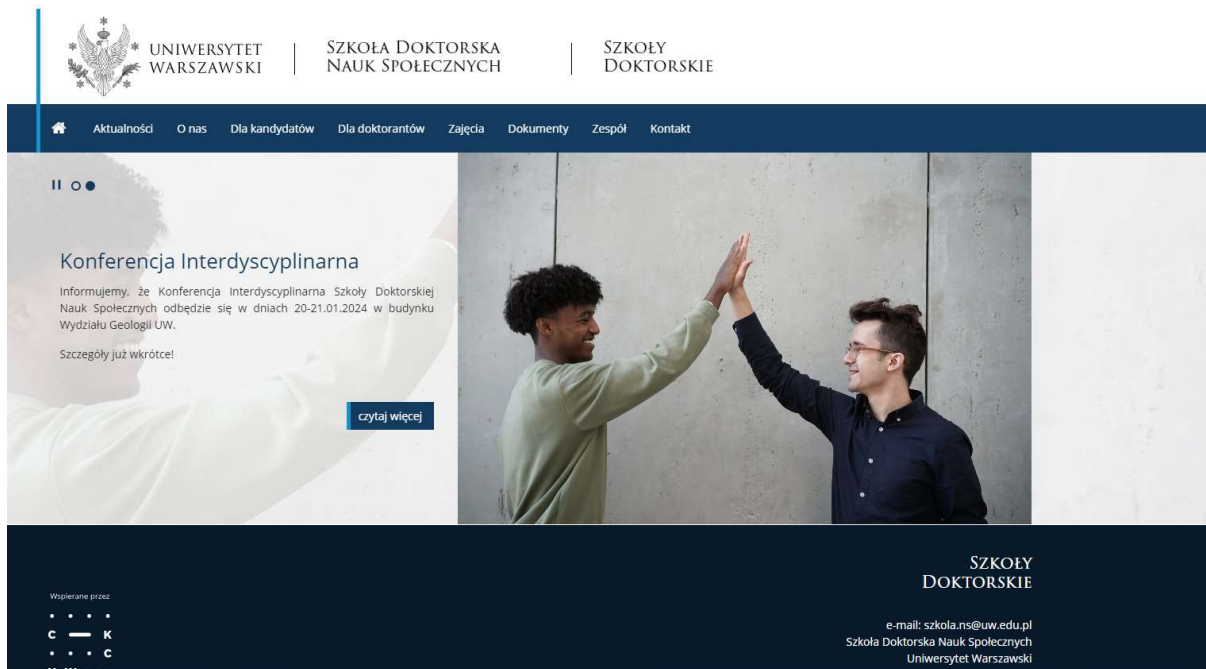 UNIWERSYTET
WARSZAWSKI
SZKOŁA DOKTORSKA
NAUK SPOŁECZNYCH
SZKOŁY
DOKTORSKIE
Aktualności O nas Dla kandydatów Dla doktorantów Zajęcia Dokumenty Zespół Kontakt
Konferencja Interdyscyplinarna
Informujemy, że Konferencja Interdyscyplinarna Szkoły Doktorskiej
Nauk Społecznych odbędzie się w dniach 20-21.01.2024 w budynku
Wydziału Geologii UW.
Szczegóły już wkrótce!
czytaj więcej
SZKOŁY
DOKTORSKIE
Wspierane przez
C K
C
e-mail: szkola.ns@uw.edu.pl
Szkoła Doktorska Nauk Społecznych
Uniwersytet Warszawski